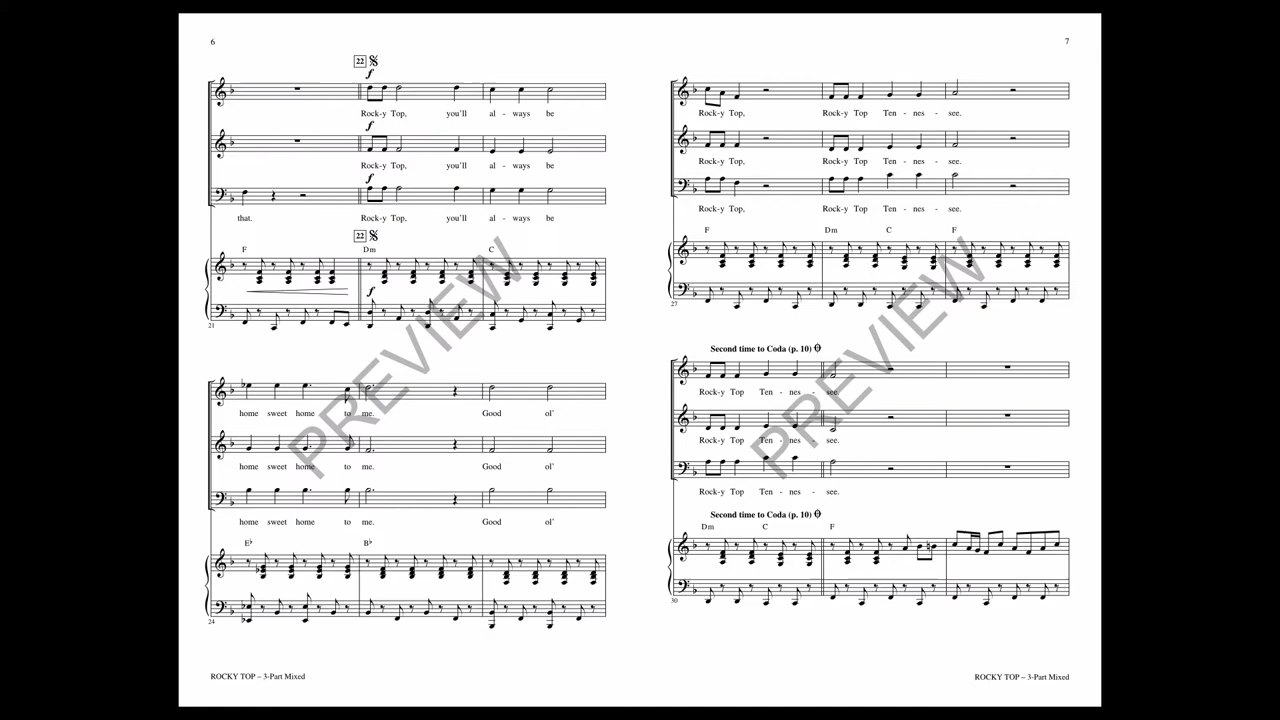 6
22
f
Rock-y Top, you'll al - ways be
f
Rock-y Top, you'll al - ways be
f
that. Rock-y Top, you'll al - ways be
22
F Dm C
f
21
home sweet home to me. Good ol'
home sweet home to me. Good ol'
home sweet home to me. Good ol'
E♭ B♭
24
PREVIEW
ROCKY TOP – 3-Part Mixed
7
Rock-y Top, Rock-y Top Ten - nes - see.
Rock-y Top, Rock-y Top Ten - nes - see.
Rock-y Top, Rock-y Top Ten - nes - see.
F Dm C F
27
Second time to Coda (p. 10)
Rock-y Top Ten - nes - see.
Rock-y Top Ten - nes - see.
Rock-y Top Ten - nes - see.
Second time to Coda (p. 10)
Dm C F
30
PREVIEW
ROCKY TOP – 3-Part Mixed